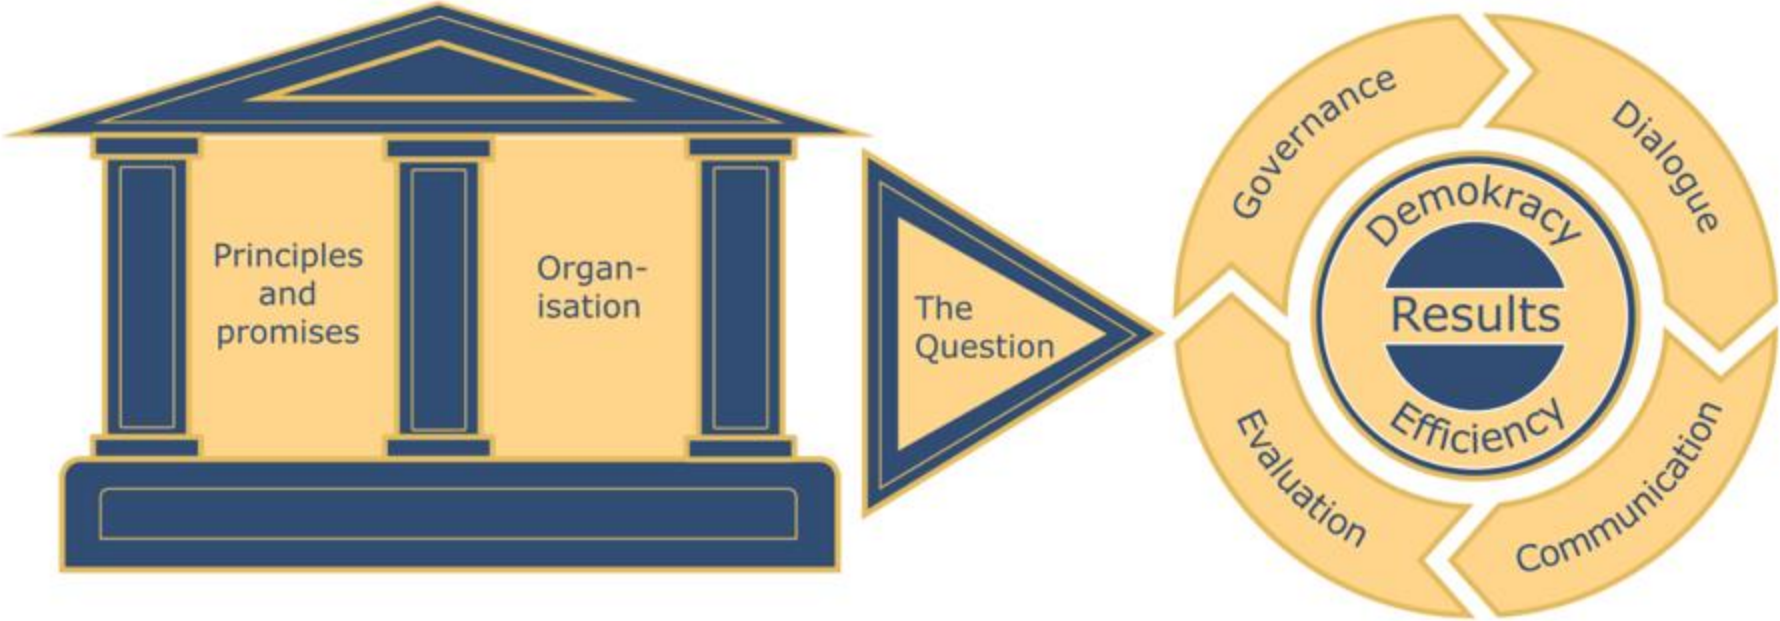 Principles
and
promises
Organ-
isation
The
Question
Governance
Dialogue
Communication
Evaluation
Demokracy
Results
Efficiency